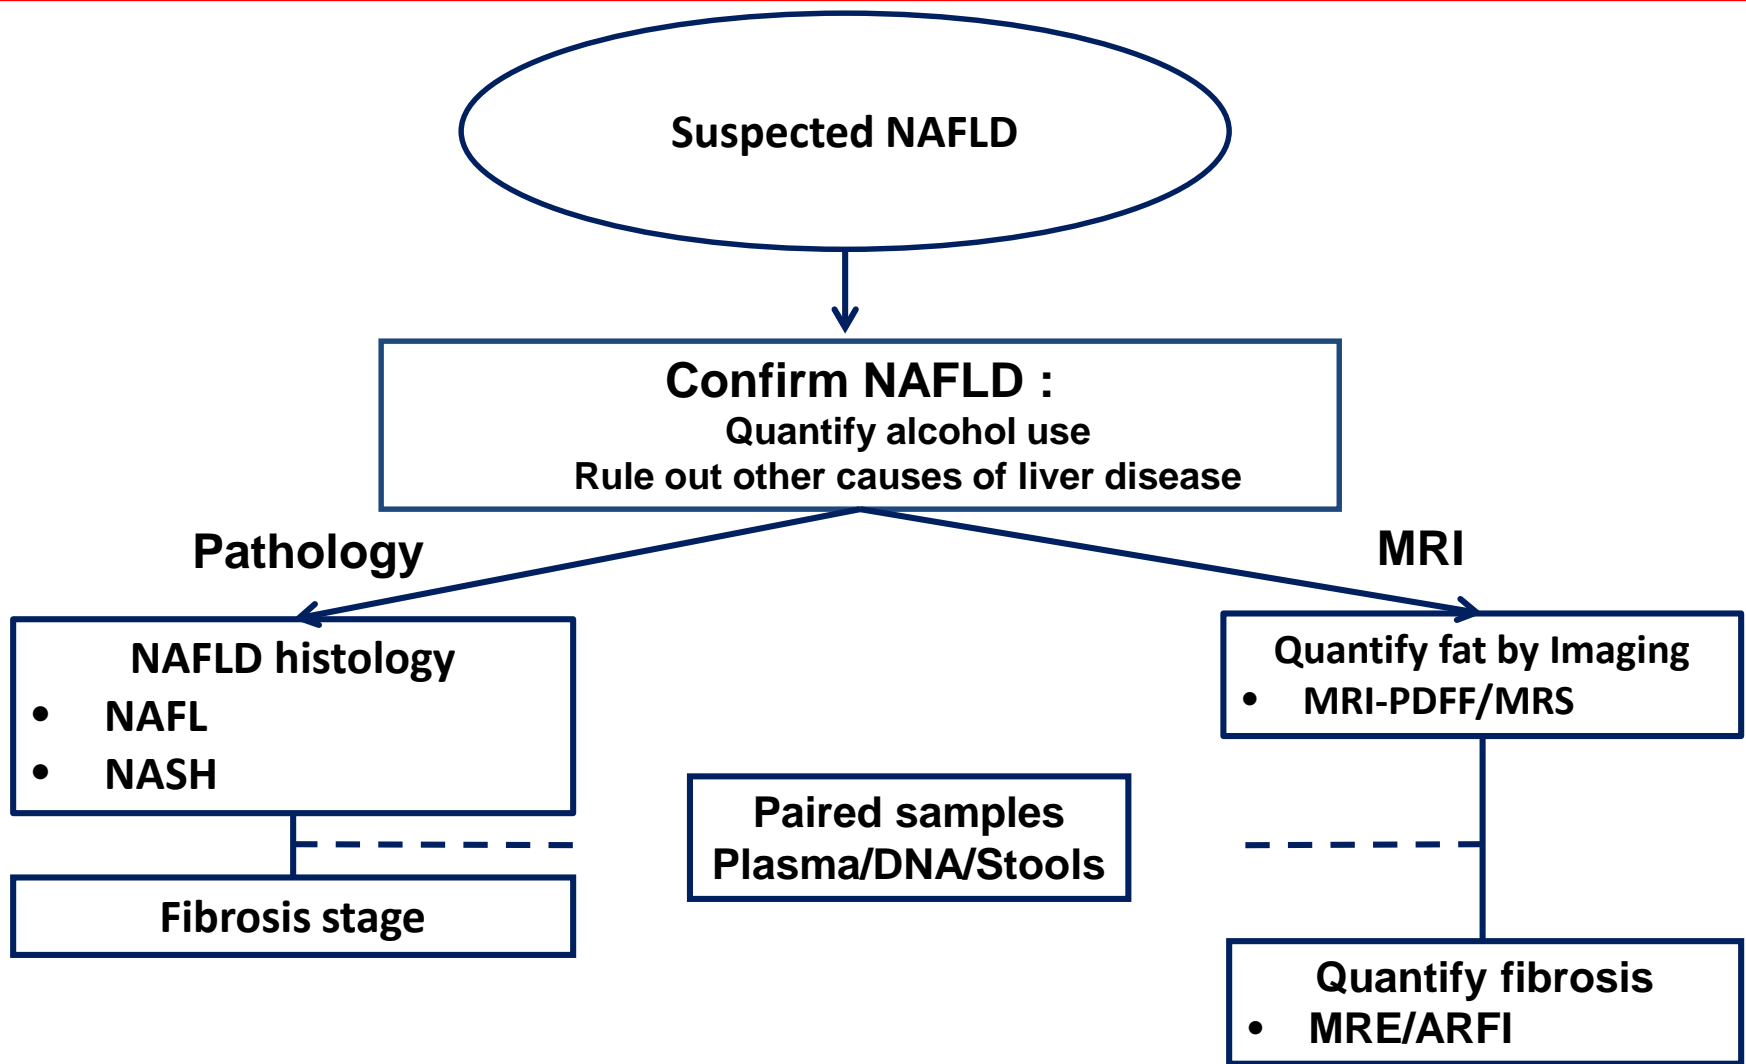 Suspected NAFLD
Confirm NAFLD :
Quantify alcohol use
Rule out other causes of liver disease
Pathology
MRI
NAFLD histology
• NAFL
• NASH
Quantify fat by Imaging
• MRI-PDFF/MRS
Paired samples
Plasma/DNA/Stools
Fibrosis stage
Quantify fibrosis
• MRE/ARFI